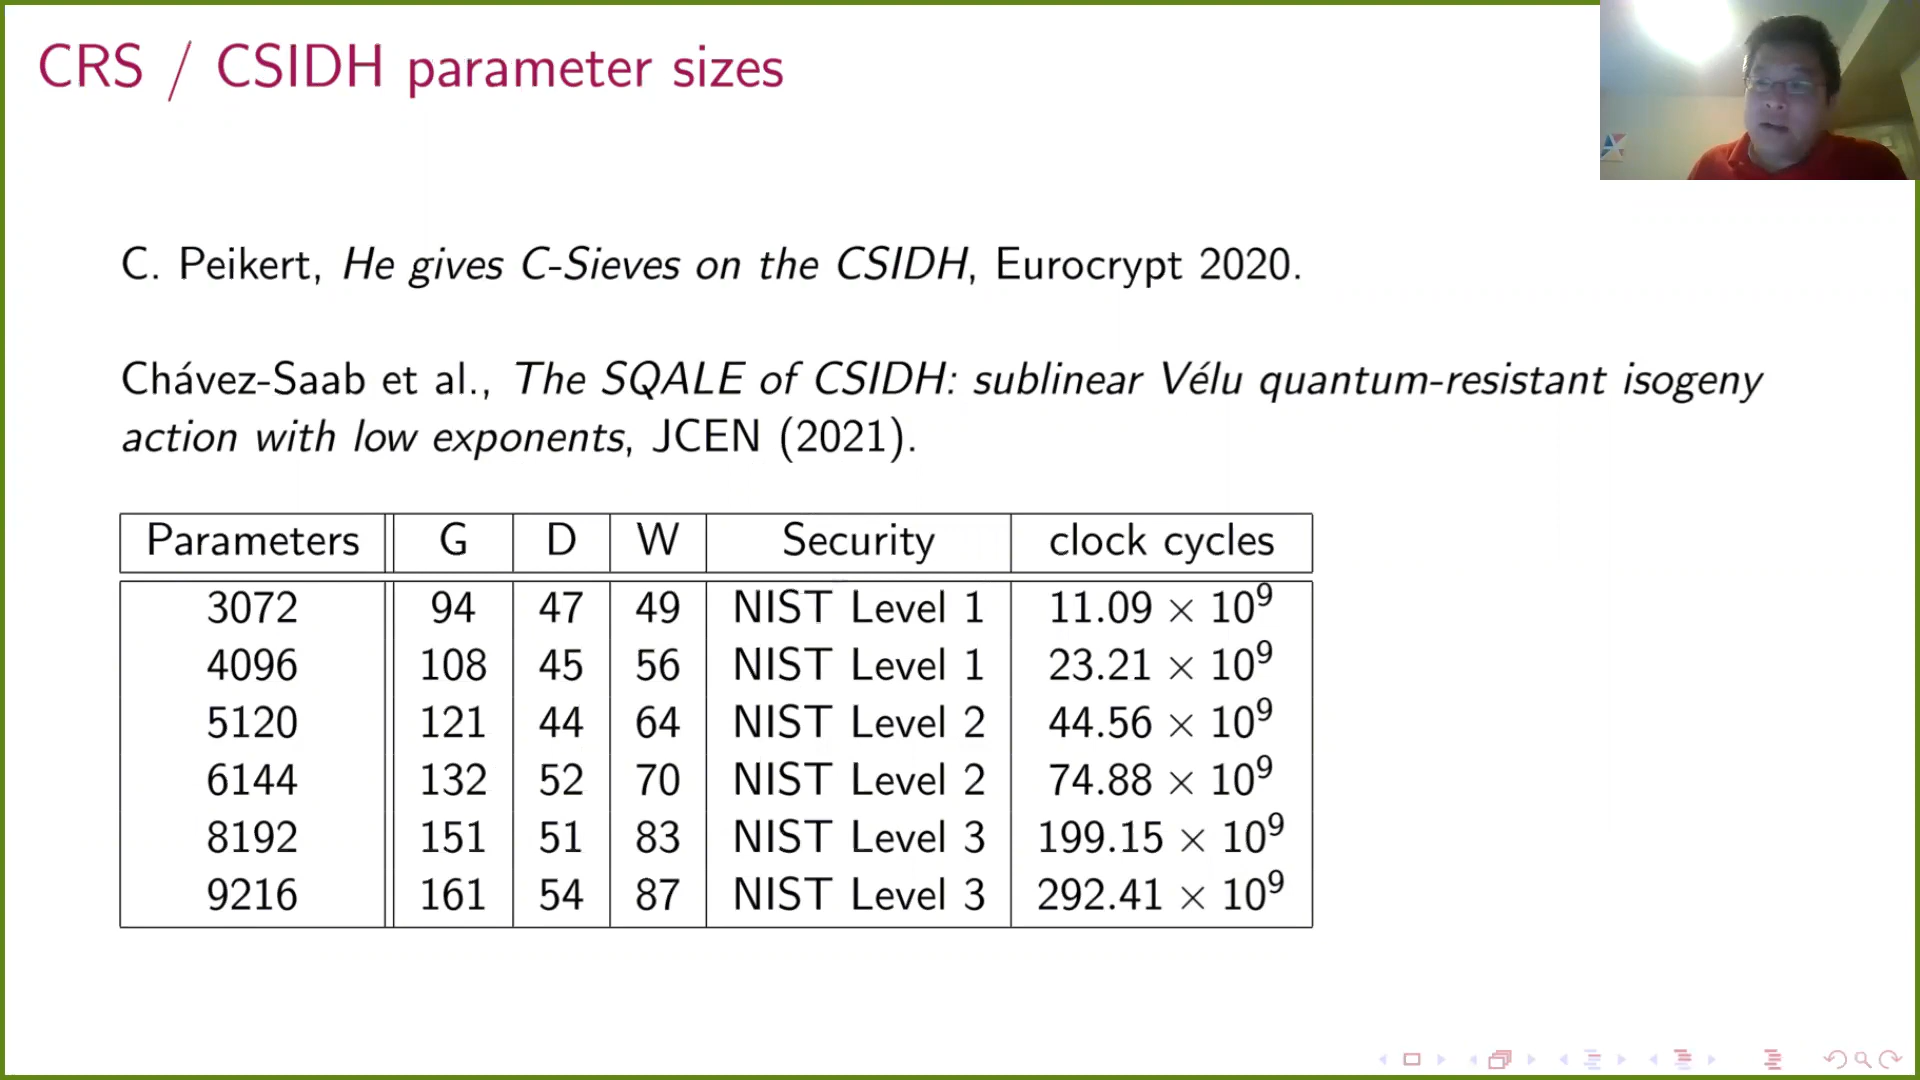 CRS / CSIDH parameter sizes
C. Peikert, He gives C-Sieves on the CSIDH, Eurocrypt 2020.
Chávez-Saab et al., The SQALE of CSIDH: sublinear Vélu quantum-resistant isogeny
action with low exponents, JCEN (2021).
Parameters G D W Security clock cycles
3072 94 47 49 NIST Level 1 11.09 × 10⁹
4096 108 45 56 NIST Level 1 23.21 × 10⁹
5120 121 44 64 NIST Level 2 44.56 × 10⁹
6144 132 52 70 NIST Level 2 74.88 × 10⁹
8192 151 51 83 NIST Level 3 199.15 × 10⁹
9216 161 54 87 NIST Level 3 292.41 × 10⁹